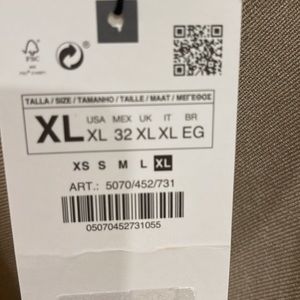 FSC
TALLA / SIZE / TAMANHO / TAILLE / MAAT / ΜΕΓΕΘΟΣ
XL USA MEX UK IT BR
XL 32 XL XL EG
XS S M L XL
ART.: 5070/452/731
05070452731055